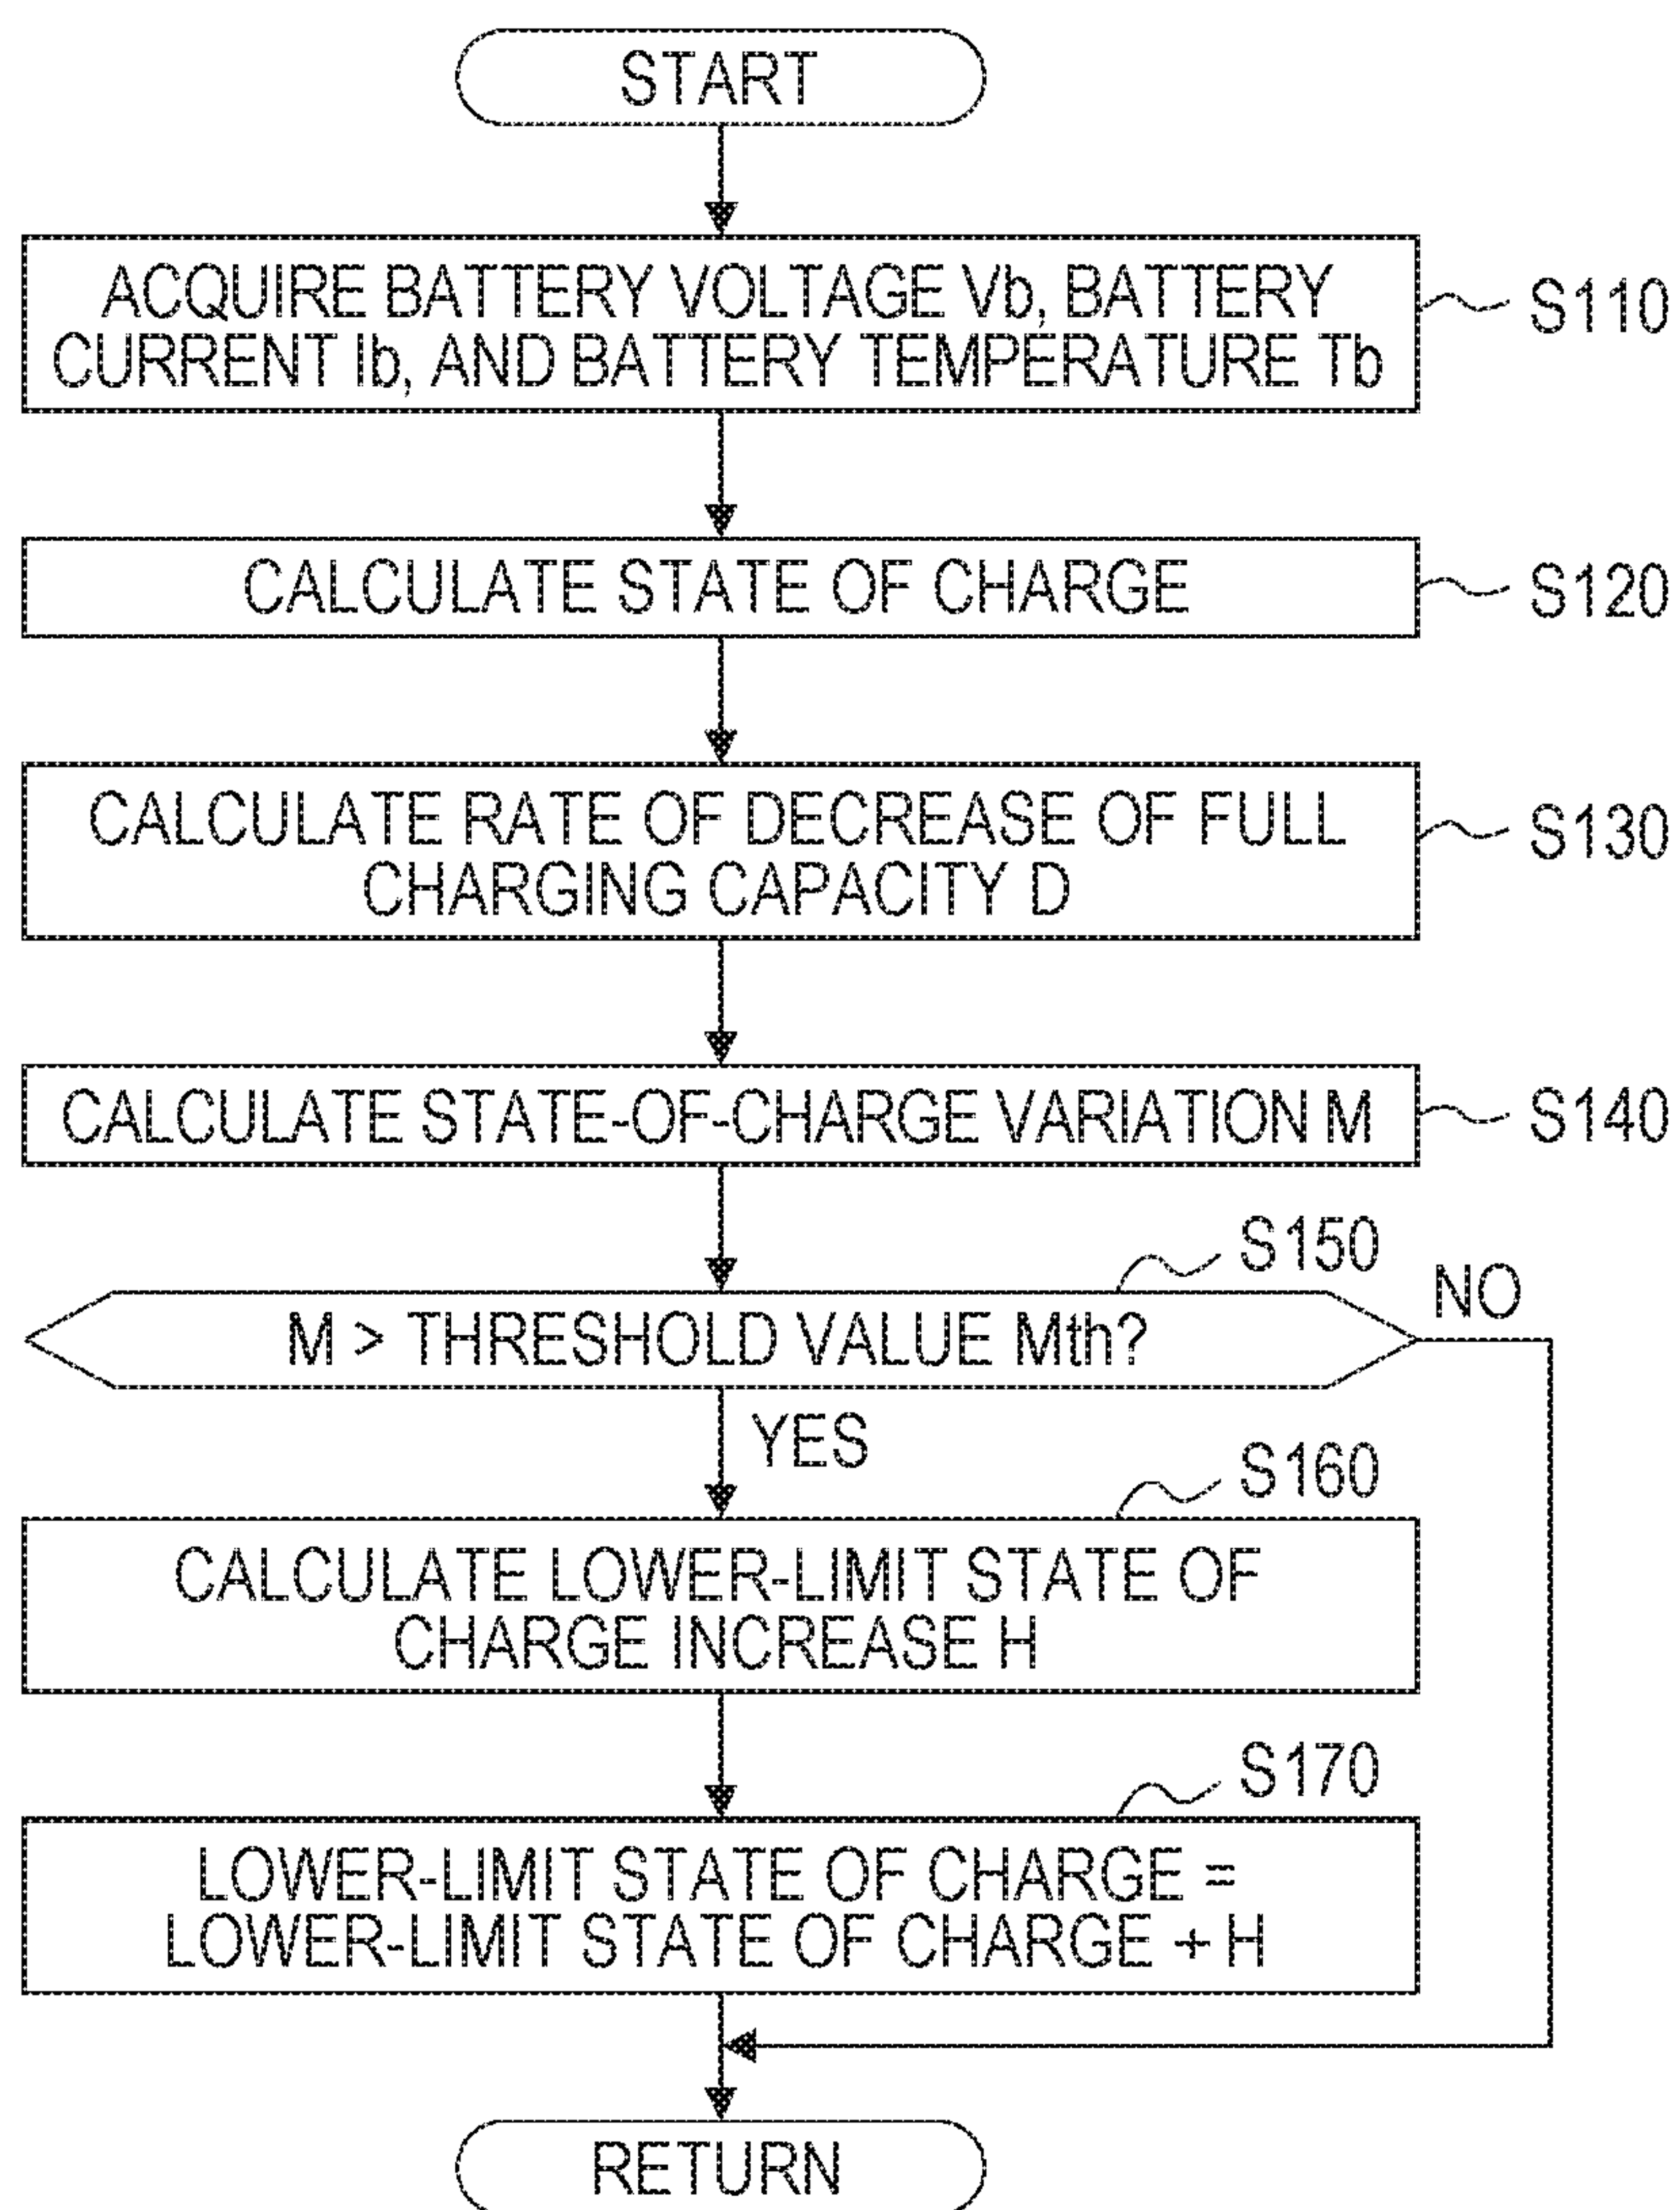 START
ACQUIRE BATTERY VOLTAGE Vb, BATTERY
CURRENT Ib, AND BATTERY TEMPERATURE Tb
S110
CALCULATE STATE OF CHARGE
S120
CALCULATE RATE OF DECREASE OF FULL
CHARGING CAPACITY D
S130
CALCULATE STATE-OF-CHARGE VARIATION M
S140
S150
M > THRESHOLD VALUE Mth?
NO
YES
S160
CALCULATE LOWER-LIMIT STATE OF
CHARGE INCREASE H
S170
LOWER-LIMIT STATE OF CHARGE =
LOWER-LIMIT STATE OF CHARGE + H
RETURN